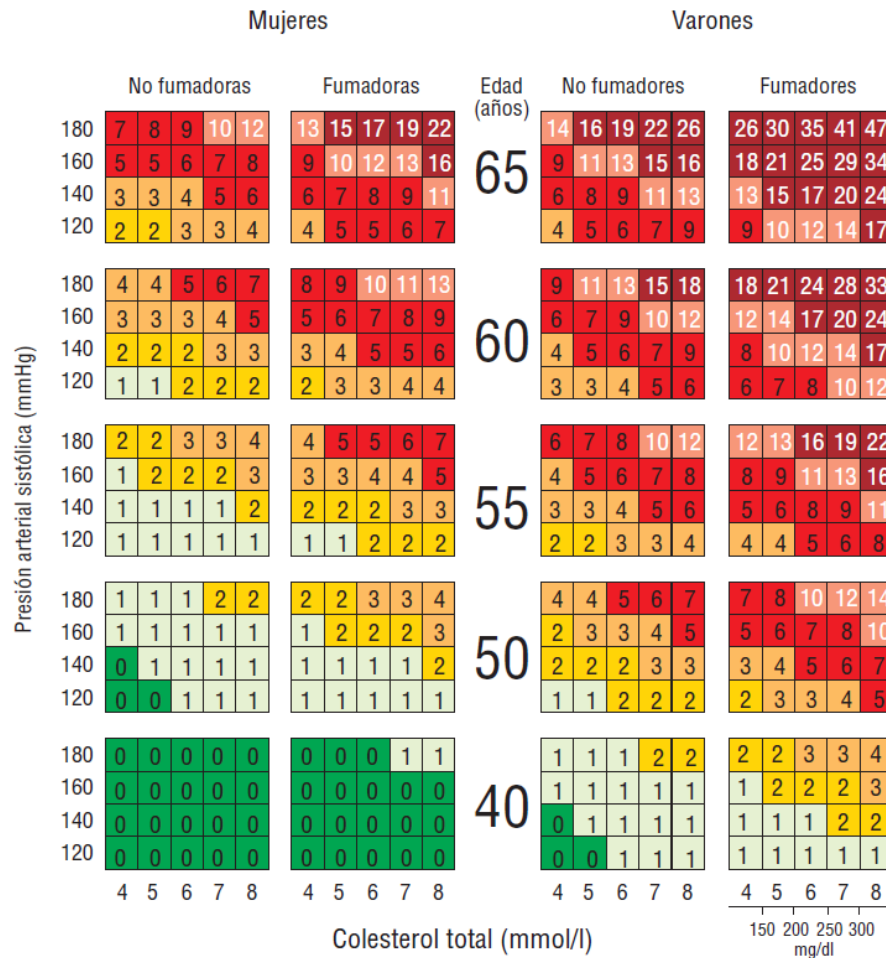 Mujeres Varones
No fumadoras Fumadoras Edad (años) No fumadores Fumadores
Presión arterial sistólica (mmHg)
65
180 7 8 9 10 12 13 15 17 19 22 14 16 19 22 26 26 30 35 41 47
160 5 5 6 7 8 9 10 12 13 16 9 11 13 15 16 18 21 25 29 34
140 3 3 4 5 6 6 7 8 9 11 6 8 9 11 13 13 15 17 20 24
120 2 2 3 3 4 4 5 5 6 7 4 5 6 7 9 9 10 12 14 17
60
180 4 4 5 6 7 8 9 10 11 13 9 11 13 15 18 18 21 24 28 33
160 3 3 3 4 5 5 6 7 8 9 6 7 9 10 12 12 14 17 20 24
140 2 2 2 3 3 3 4 5 5 6 4 5 6 7 9 8 10 12 14 17
120 1 1 2 2 2 2 3 3 4 4 3 3 4 5 6 6 7 8 10 12
55
180 2 2 3 3 4 4 5 5 6 7 6 7 8 10 12 12 13 16 19 22
160 1 2 2 2 3 3 3 4 4 5 4 5 6 7 8 8 9 11 13 16
140 1 1 1 1 2 2 2 2 3 3 3 3 4 5 6 5 6 8 9 11
120 1 1 1 1 1 1 1 2 2 2 2 2 3 3 4 4 4 5 6 8
50
180 1 1 1 2 2 2 2 3 3 4 4 4 5 6 7 7 8 10 12 14
160 1 1 1 1 1 1 2 2 2 3 2 3 3 4 5 5 6 7 8 10
140 0 1 1 1 1 1 1 1 1 2 2 2 2 3 3 3 4 5 6 7
120 0 0 1 1 1 1 1 1 1 1 1 1 2 2 2 2 3 3 4 5
40
180 0 0 0 0 0 0 0 0 1 1 1 1 1 2 2 2 2 3 3 4
160 0 0 0 0 0 0 0 0 0 0 1 1 1 1 1 1 2 2 2 3
140 0 0 0 0 0 0 0 0 0 0 0 1 1 1 1 1 1 1 2 2
120 0 0 0 0 0 0 0 0 0 0 0 0 1 1 1 1 1 1 1 1
4 5 6 7 8 4 5 6 7 8 4 5 6 7 8 4 5 6 7 8
150 200 250 300
mg/dl
Colesterol total (mmol/l)